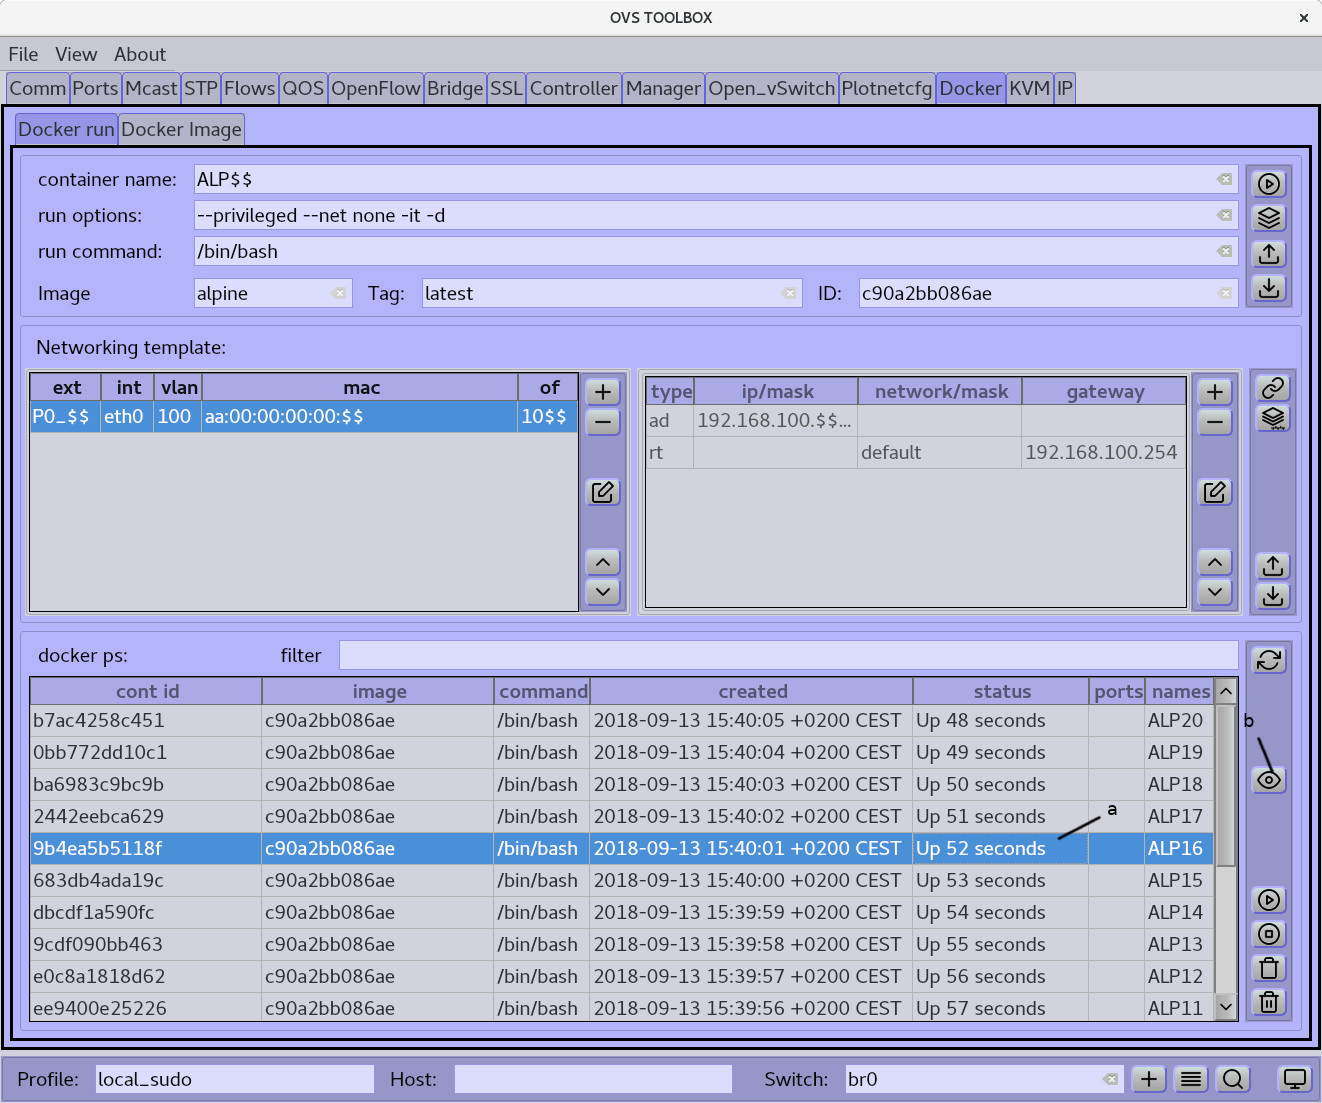 OVS TOOLBOX ×
File View About
Comm Ports Mcast STP Flows QOS OpenFlow Bridge SSL Controller Manager Open_vSwitch Plotnetcfg Docker KVM IP
Docker run Docker Image
container name: ALP$$
run options: --privileged --net none -it -d
run command: /bin/bash
Image alpine Tag: latest ID: c90a2bb086ae
Networking template:
ext int vlan mac of
P0_$$ eth0 100 aa:00:00:00:00:$$ 10$$
type ip/mask network/mask gateway
ad 192.168.100.$$...
rt default 192.168.100.254
docker ps: filter
cont id image command created status ports names
b7ac4258c451 c90a2bb086ae /bin/bash 2018-09-13 15:40:05 +0200 CEST Up 48 seconds ALP20
b
0bb772dd10c1 c90a2bb086ae /bin/bash 2018-09-13 15:40:04 +0200 CEST Up 49 seconds ALP19
ba6983c9bc9b c90a2bb086ae /bin/bash 2018-09-13 15:40:03 +0200 CEST Up 50 seconds ALP18
2442eebca629 c90a2bb086ae /bin/bash 2018-09-13 15:40:02 +0200 CEST Up 51 seconds ALP17
a
9b4ea5b5118f c90a2bb086ae /bin/bash 2018-09-13 15:40:01 +0200 CEST Up 52 seconds ALP16
683db4ada19c c90a2bb086ae /bin/bash 2018-09-13 15:40:00 +0200 CEST Up 53 seconds ALP15
dbcdf1a590fc c90a2bb086ae /bin/bash 2018-09-13 15:39:59 +0200 CEST Up 54 seconds ALP14
9cdf090bb463 c90a2bb086ae /bin/bash 2018-09-13 15:39:58 +0200 CEST Up 55 seconds ALP13
e0c8a1818d62 c90a2bb086ae /bin/bash 2018-09-13 15:39:57 +0200 CEST Up 56 seconds ALP12
ee9400e25226 c90a2bb086ae /bin/bash 2018-09-13 15:39:56 +0200 CEST Up 57 seconds ALP11
Profile: local_sudo Host: Switch: br0